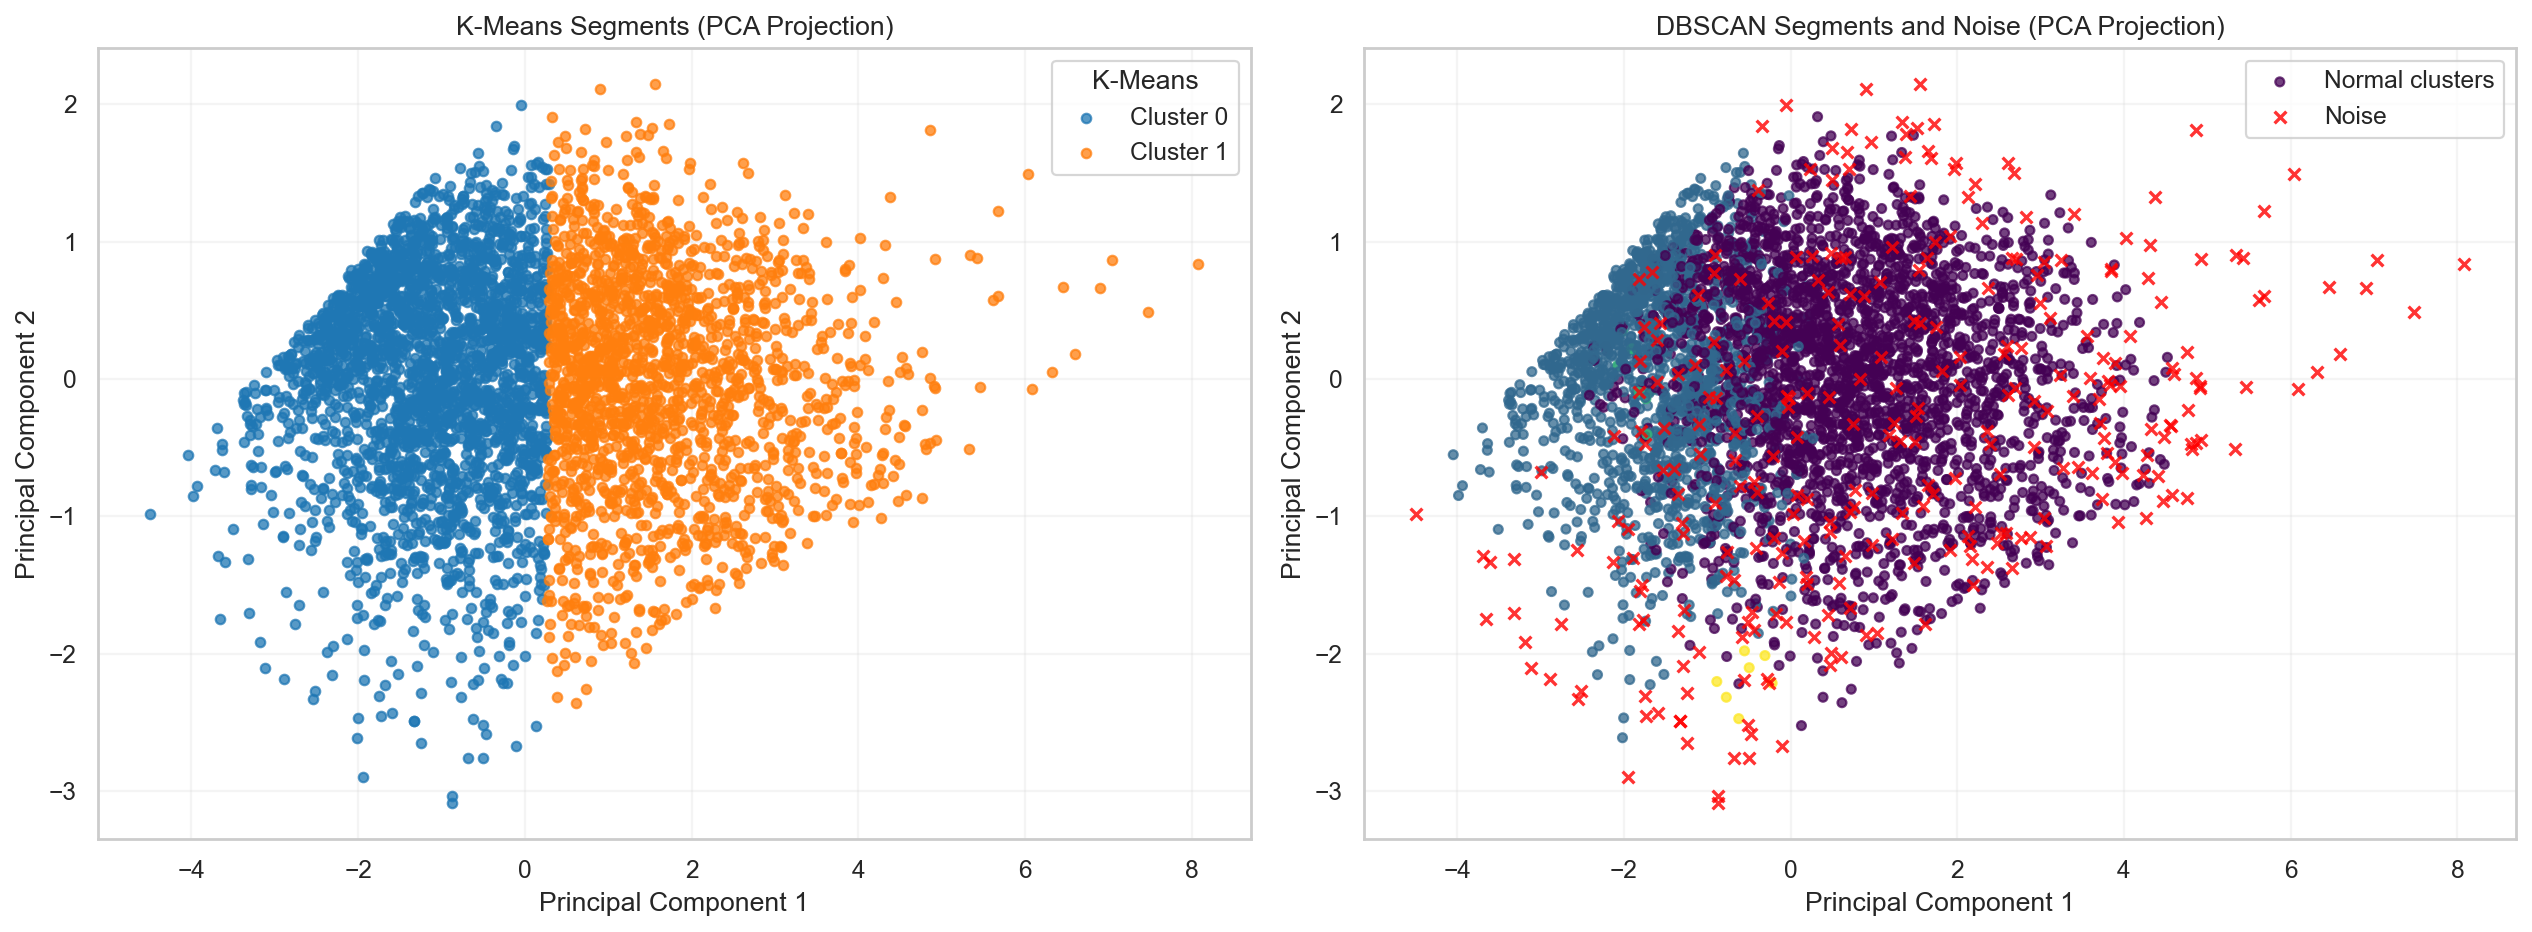 K-Means Segments (PCA Projection)
K-Means
Cluster 0
Cluster 1
2
1
0
−1
−2
−3
Principal Component 2
−4
−2
0
2
4
6
8
Principal Component 1
DBSCAN Segments and Noise (PCA Projection)
Normal clusters
Noise
2
1
0
−1
−2
−3
Principal Component 2
−4
−2
0
2
4
6
8
Principal Component 1